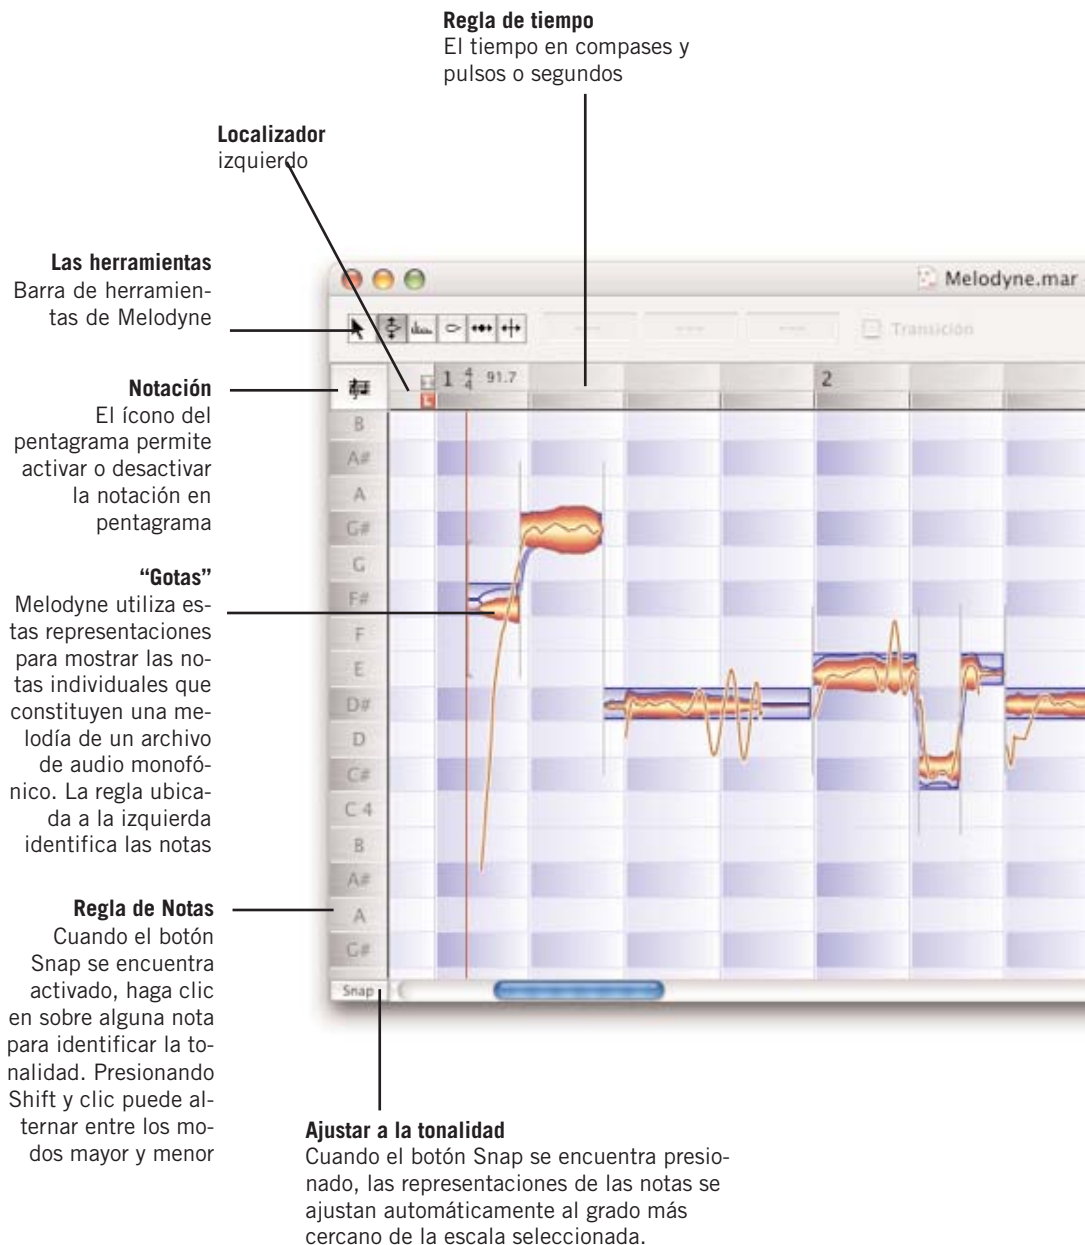 Regla de tiempo
El tiempo en compases y
pulsos o segundos
Localizador
izquierdo
Las herramientas
Barra de herramien-
tas de Melodyne
Notación
El ícono del
pentagrama permite
activar o desactivar
la notación en
pentagrama
“Gotas”
Melodyne utiliza es-
tas representaciones
para mostrar las no-
tas individuales que
constituyen una me-
lodía de un archivo
de audio monofó-
nico. La regla ubica-
da a la izquierda
identifica las notas
Regla de Notas
Cuando el botón
Snap se encuentra
activado, haga clic
en sobre alguna nota
para identificar la to-
nalidad. Presionando
Shift y clic puede al-
ternar entre los mo-
dos mayor y menor
Melodyne.mar
--- --- --- Transición
1 4/4 91.7 2
L
B
A#
A
G#
G
F#
F
E
D#
D
C#
C 4
B
A#
A
G#
Snap
Ajustar a la tonalidad
Cuando el botón Snap se encuentra presio-
nado, las representaciones de las notas se
ajustan automáticamente al grado más
cercano de la escala seleccionada.